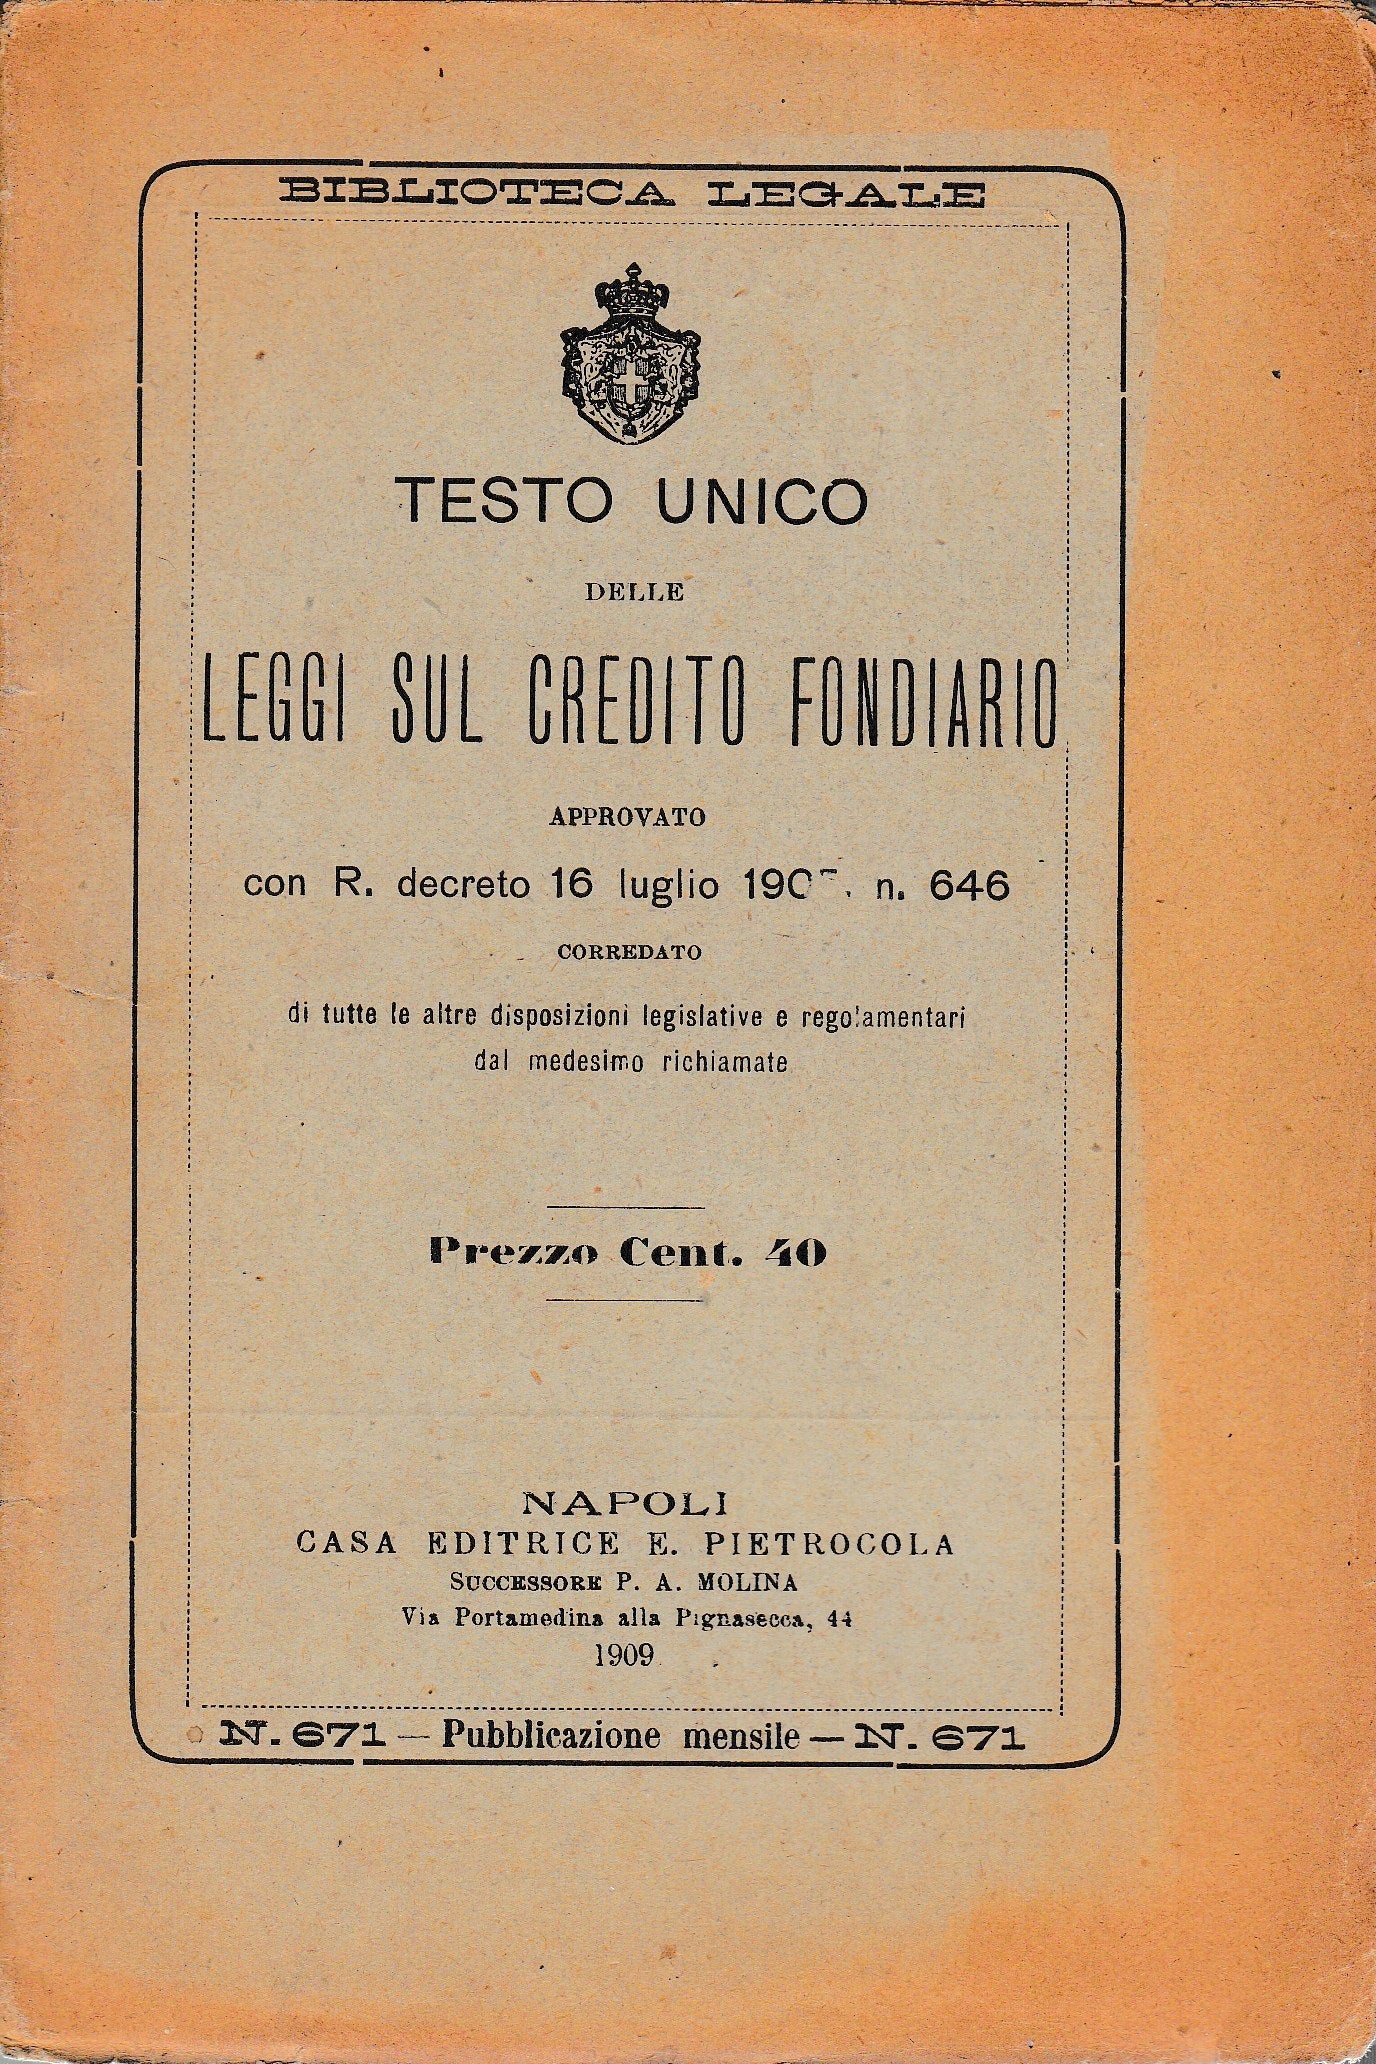 BIBLIOTECA LEGALE
TESTO UNICO
DELLE
LEGGI SUL CREDITO FONDIARIO
APPROVATO
con R. decreto 16 luglio n. 646
CORREDATO
di tutte le altre disposizioni legislative e regolamentari
dal medesimo richiamate
Prezzo Cent. 40
NAPOLI
CASA EDITRICE E. PIETROCOLA
SUCCESSORE P. A. MOLINA
Via Portamedina alla Pignasecca, 44
1909
N. 671 — Pubblicazione mensile — N. 671